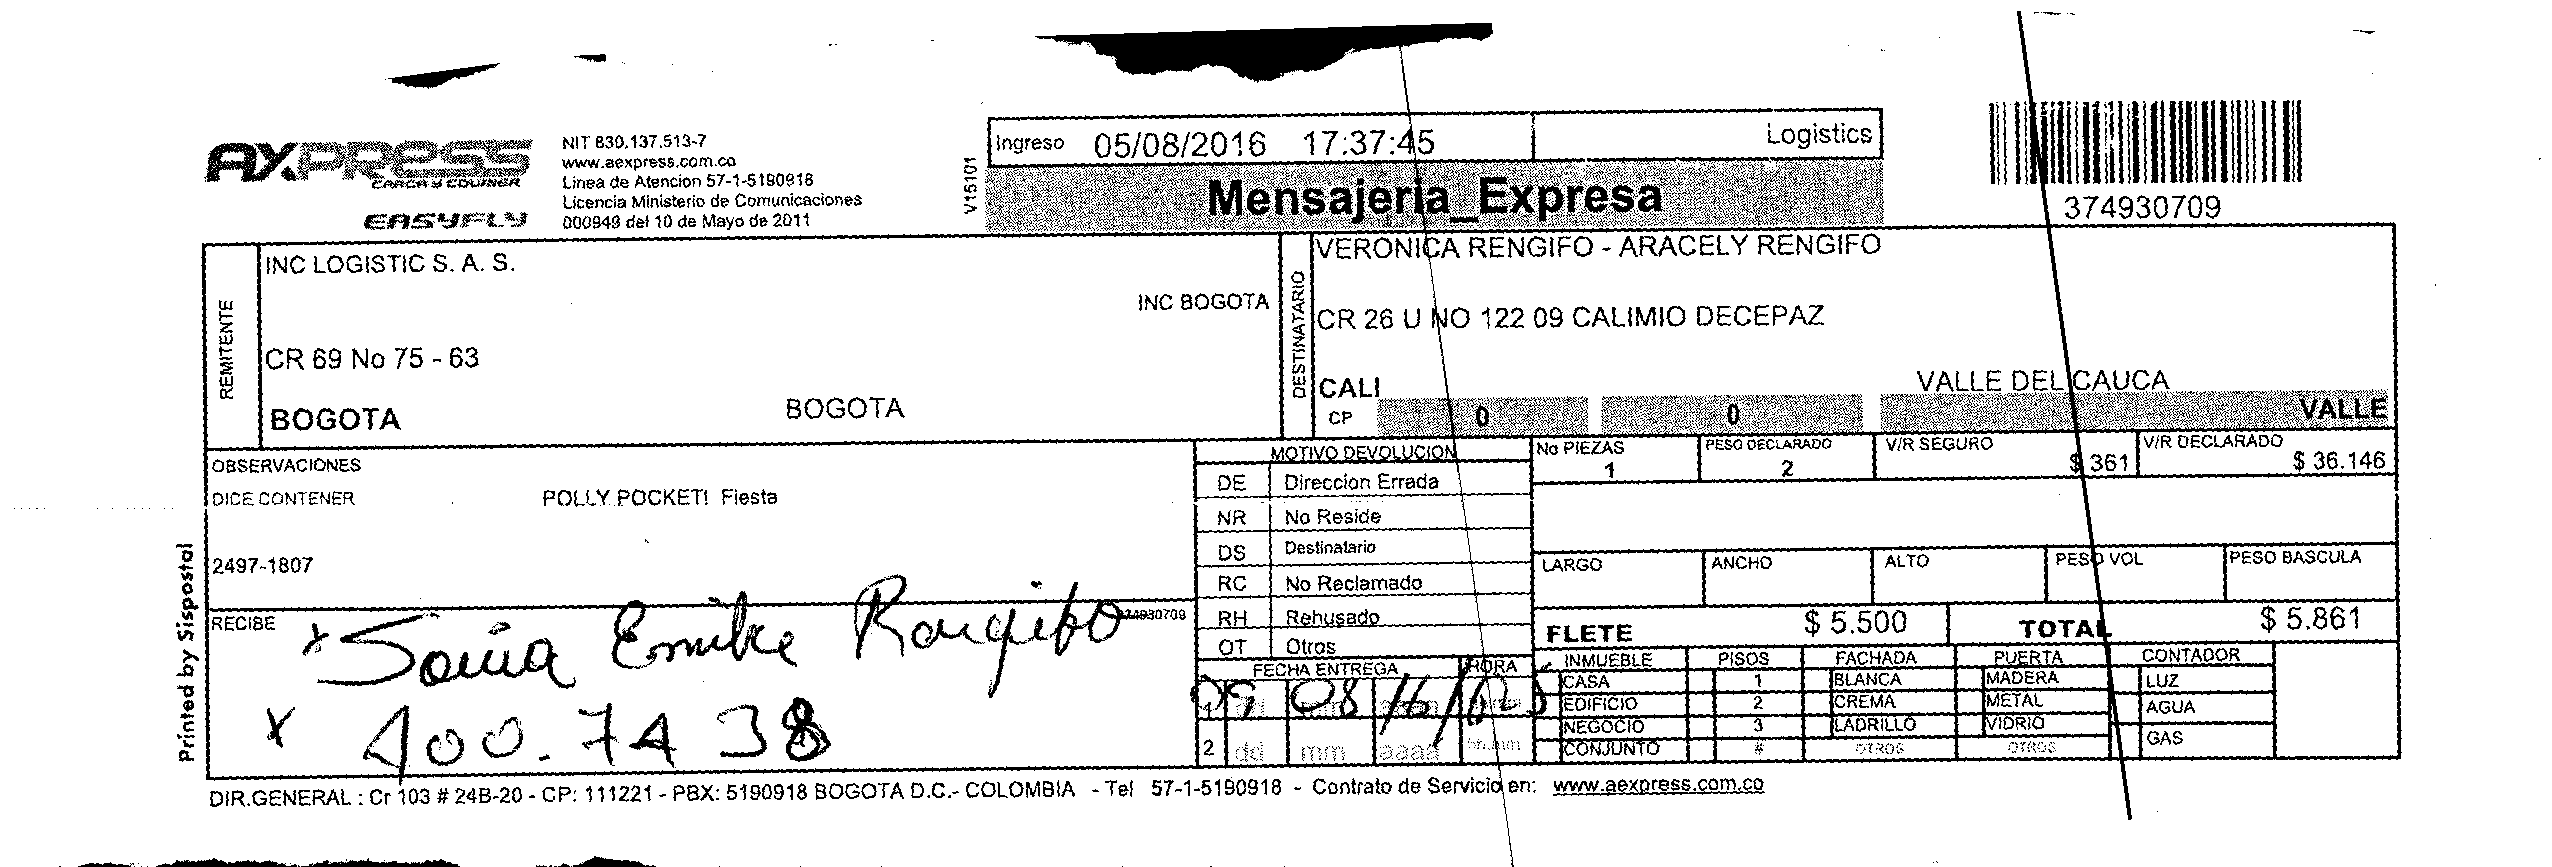 AXPRESS
CARGA Y COURIER
EASYFLY
NIT 830.137.513-7
www.aexpress.com.co
Linea de Atencion 57-1-5190918
Licencia Ministerio de Comunicaciones
000949 del 10 de Mayo de 2011
V15101
Ingreso 05/08/2016 17:37:45 Logistics
Mensajeria_Expresa
374930709
REMITENTE
INC LOGISTIC S. A. S.
INC BOGOTA
CR 69 No 75 - 63
BOGOTA BOGOTA
DESTINATARIO
VERONICA RENGIFO - ARACELY RENGIFO
CR 26 U NO 122 09 CALIMIO DECEPAZ
CALI VALLE DEL CAUCA
CP 0 0 VALLE
OBSERVACIONES
DICE CONTENER POLLY POCKET! Fiesta
2497-1807
Printed by Sispostal
RECIBE
374930709
x Sonia Rengifo
x 400.7438
MOTIVO DEVOLUCION
DE Direccion Errada
NR No Reside
DS Destinatario
RC No Reclamado
RH Rehusado
OT Otros
FECHA ENTREGA HORA
1 09 08 16
2 dd mm aaaa hh:mm
No PIEZAS PESO DECLARADO V/R SEGURO V/R DECLARADO
1 2 $ 361 $ 36.146
LARGO ANCHO ALTO PESO VOL PESO BASCULA
FLETE $ 5.500 TOTAL $ 5.861
INMUEBLE PISOS FACHADA PUERTA CONTADOR
CASA 1 BLANCA MADERA LUZ
EDIFICIO 2 CREMA METAL AGUA
NEGOCIO 3 LADRILLO VIDRIO
CONJUNTO # OTROS OTROS GAS
DIR.GENERAL : Cr 103 # 24B-20 - CP: 111221 - PBX: 5190918 BOGOTA D.C.- COLOMBIA - Tel 57-1-5190918 - Contrato de Servicio en: www.aexpress.com.co